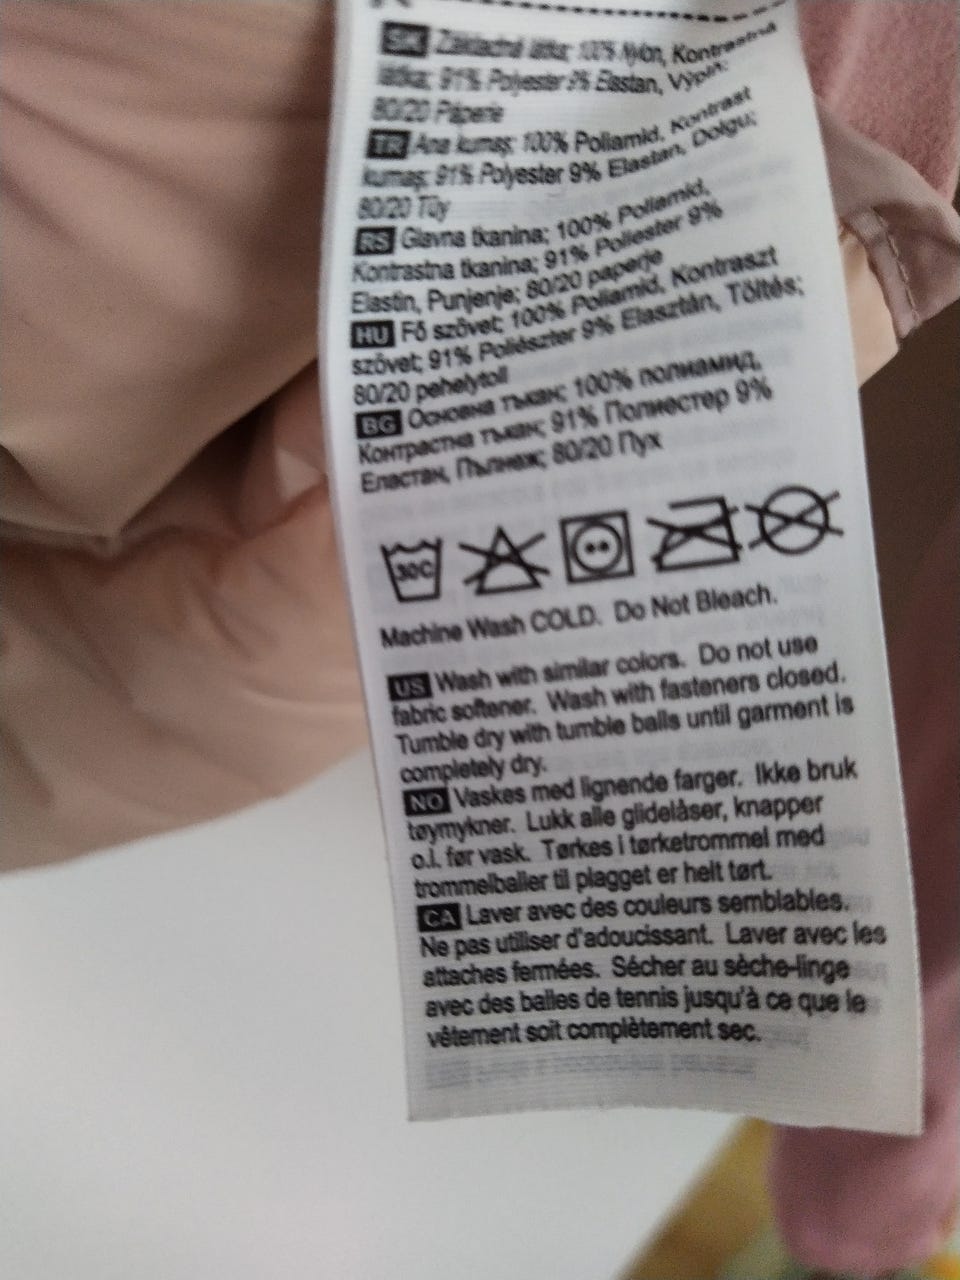 SK Základná látka; 100% Nylon, Kontrastná
látka; 91% Polyester 9% Elastan, Výplň:
80/20 Páperie
TR Ana kumaş; 100% Poliamid, Kontrast
kumaş; 91% Polyester 9% Elastan, Dolgu;
80/20 Tüy
RS Glavna tkanina; 100% Poliamid,
Kontrastna tkanina; 91% Poliester 9%
Elastin, Punjenje; 80/20 paperje
HU Fő szövet; 100% Poliamid, Kontraszt
szövet; 91% Poliészter 9% Elasztán, Töltés;
80/20 pehelytoll
BG Основна тъкан; 100% полиамид,
Контрастна тъкан; 91% Полиестер 9%
Еластан, Пълнеж; 80/20 Пух
30C
Machine Wash COLD. Do Not Bleach.
US Wash with similar colors. Do not use
fabric softener. Wash with fasteners closed.
Tumble dry with tumble balls until garment is
completely dry.
NO Vaskes med lignende farger. Ikke bruk
tøymykner. Lukk alle glidelåser, knapper
o.l. før vask. Tørkes i tørketrommel med
trommelballer til plagget er helt tørt.
CA Laver avec des couleurs semblables.
Ne pas utiliser d'adoucissant. Laver avec les
attaches fermées. Sécher au sèche-linge
avec des balles de tennis jusqu'à ce que le
vêtement soit complètement sec.